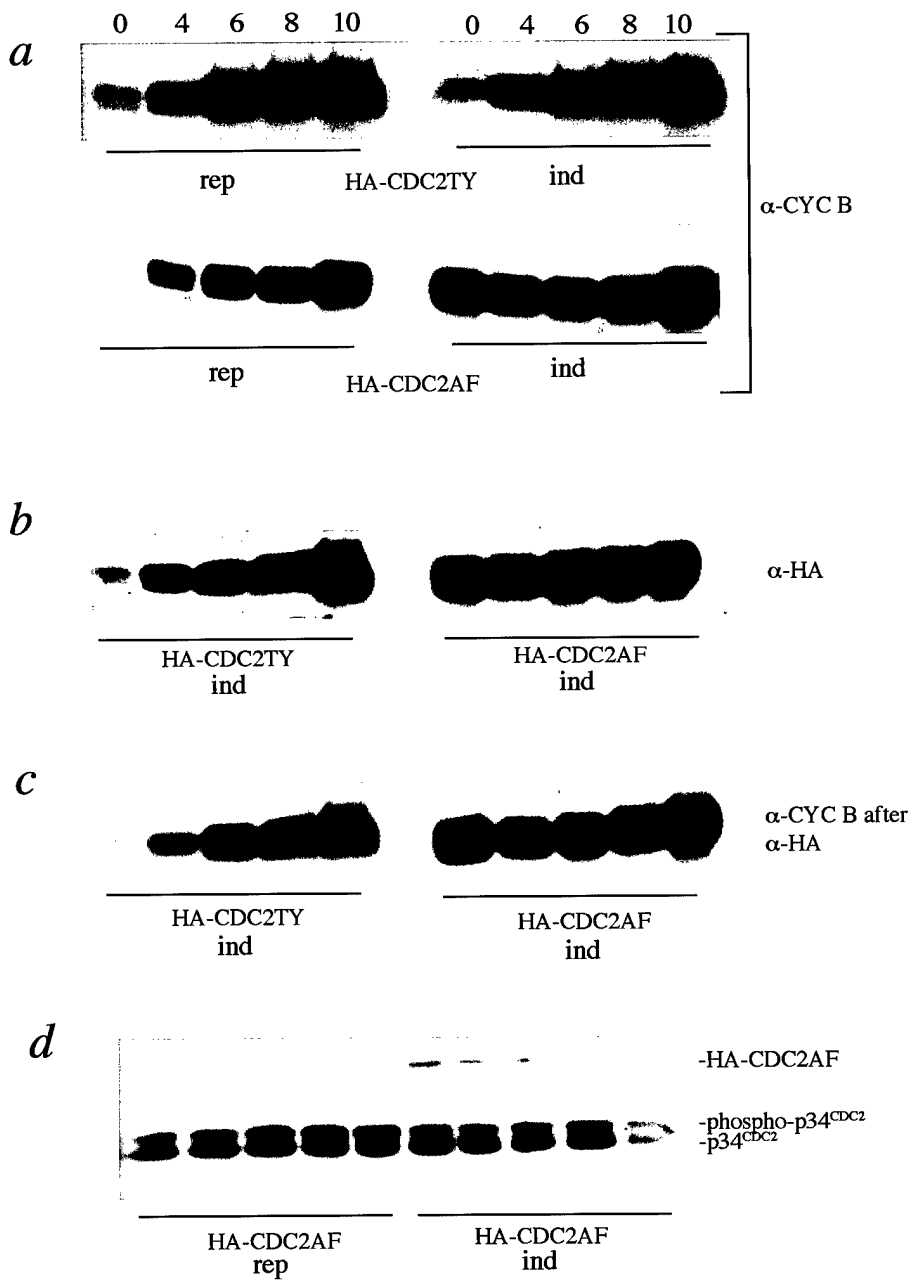 a
0 4 6 8 10 0 4 6 8 10
rep HA-CDC2TY ind
α-CYC B
rep HA-CDC2AF ind
b
α-HA
HA-CDC2TY HA-CDC2AF
ind ind
c
α-CYC B after
α-HA
HA-CDC2TY HA-CDC2AF
ind ind
d
-HA-CDC2AF
-phospho-p34CDC2
-p34CDC2
HA-CDC2AF HA-CDC2AF
rep ind